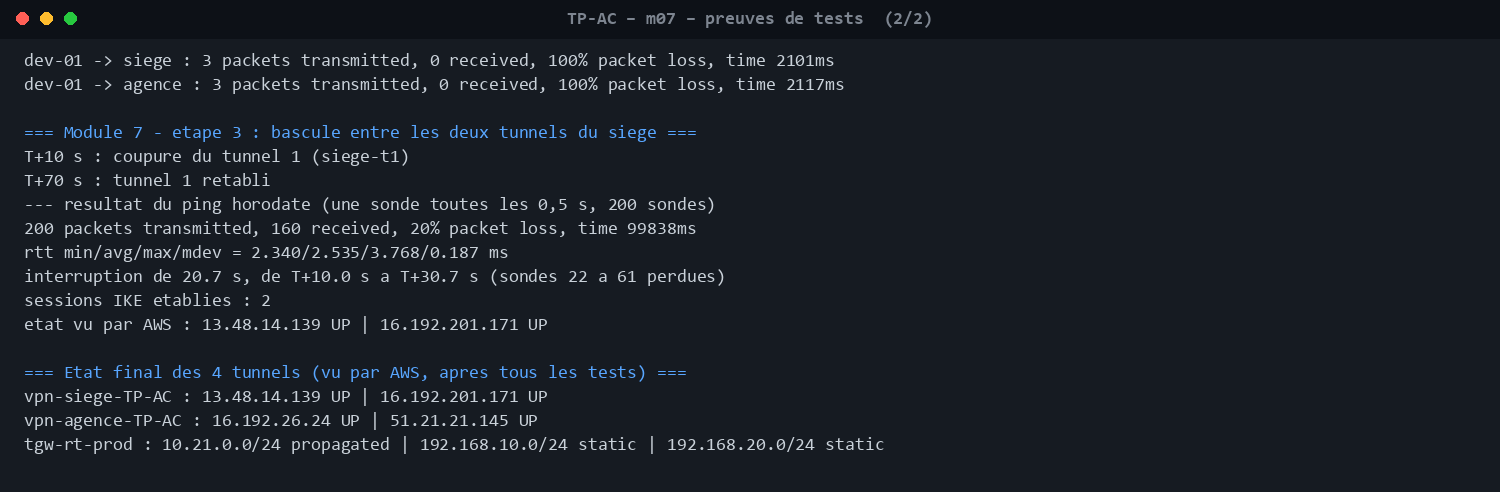 TP-AC – m07 – preuves de tests  (2/2)
dev-01 -> siege : 3 packets transmitted, 0 received, 100% packet loss, time 2101ms
dev-01 -> agence : 3 packets transmitted, 0 received, 100% packet loss, time 2117ms
=== Module 7 - etape 3 : bascule entre les deux tunnels du siege ===
T+10 s : coupure du tunnel 1 (siege-t1)
T+70 s : tunnel 1 retabli
--- resultat du ping horodate (une sonde toutes les 0,5 s, 200 sondes)
200 packets transmitted, 160 received, 20% packet loss, time 99838ms
rtt min/avg/max/mdev = 2.340/2.535/3.768/0.187 ms
interruption de 20.7 s, de T+10.0 s a T+30.7 s (sondes 22 a 61 perdues)
sessions IKE etablies : 2
etat vu par AWS : 13.48.14.139 UP | 16.192.201.171 UP
=== Etat final des 4 tunnels (vu par AWS, apres tous les tests) ===
vpn-siege-TP-AC : 13.48.14.139 UP | 16.192.201.171 UP
vpn-agence-TP-AC : 16.192.26.24 UP | 51.21.21.145 UP
tgw-rt-prod : 10.21.0.0/24 propagated | 192.168.10.0/24 static | 192.168.20.0/24 static